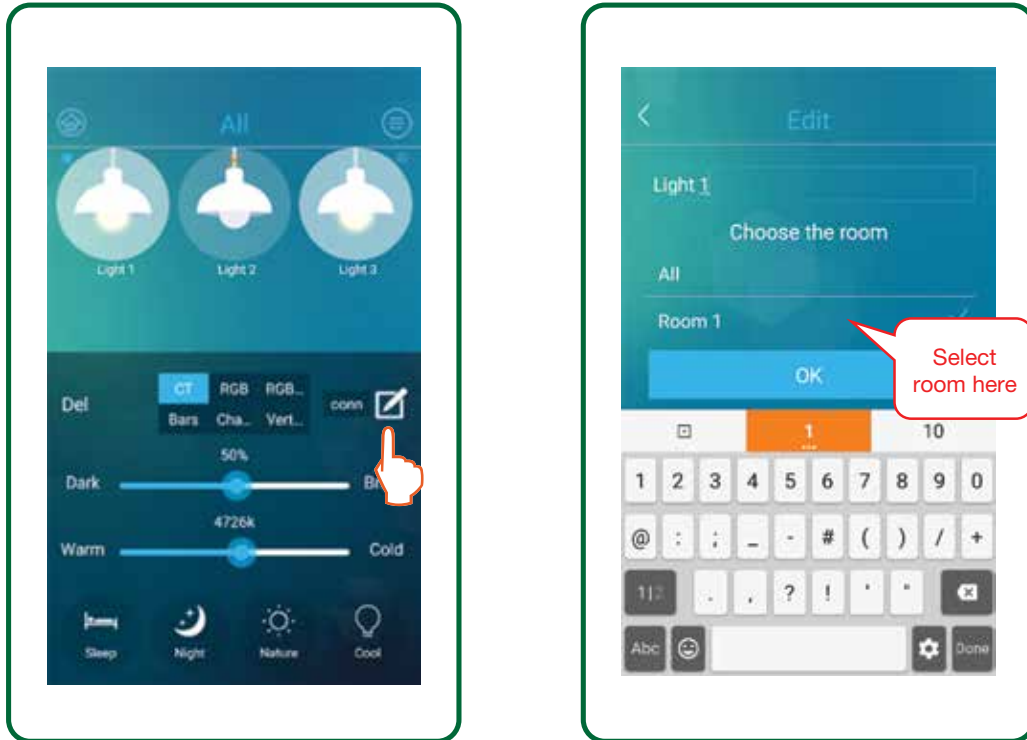 All
Light 1
Light 2
Light 3
Del
CT
RGB
RGB...
conn
Bars
Cha...
Vert...
50%
Dark
4726k
Warm
Cold
Sleep
Night
Nature
Cool
Edit
Light 1
Choose the room
All
Room 1
Select
room here
OK
1
10
1 2 3 4 5 6 7 8 9 0
@ : ; _ - # ( ) / +
1|2 . , ? ! ' "
Abc
Done